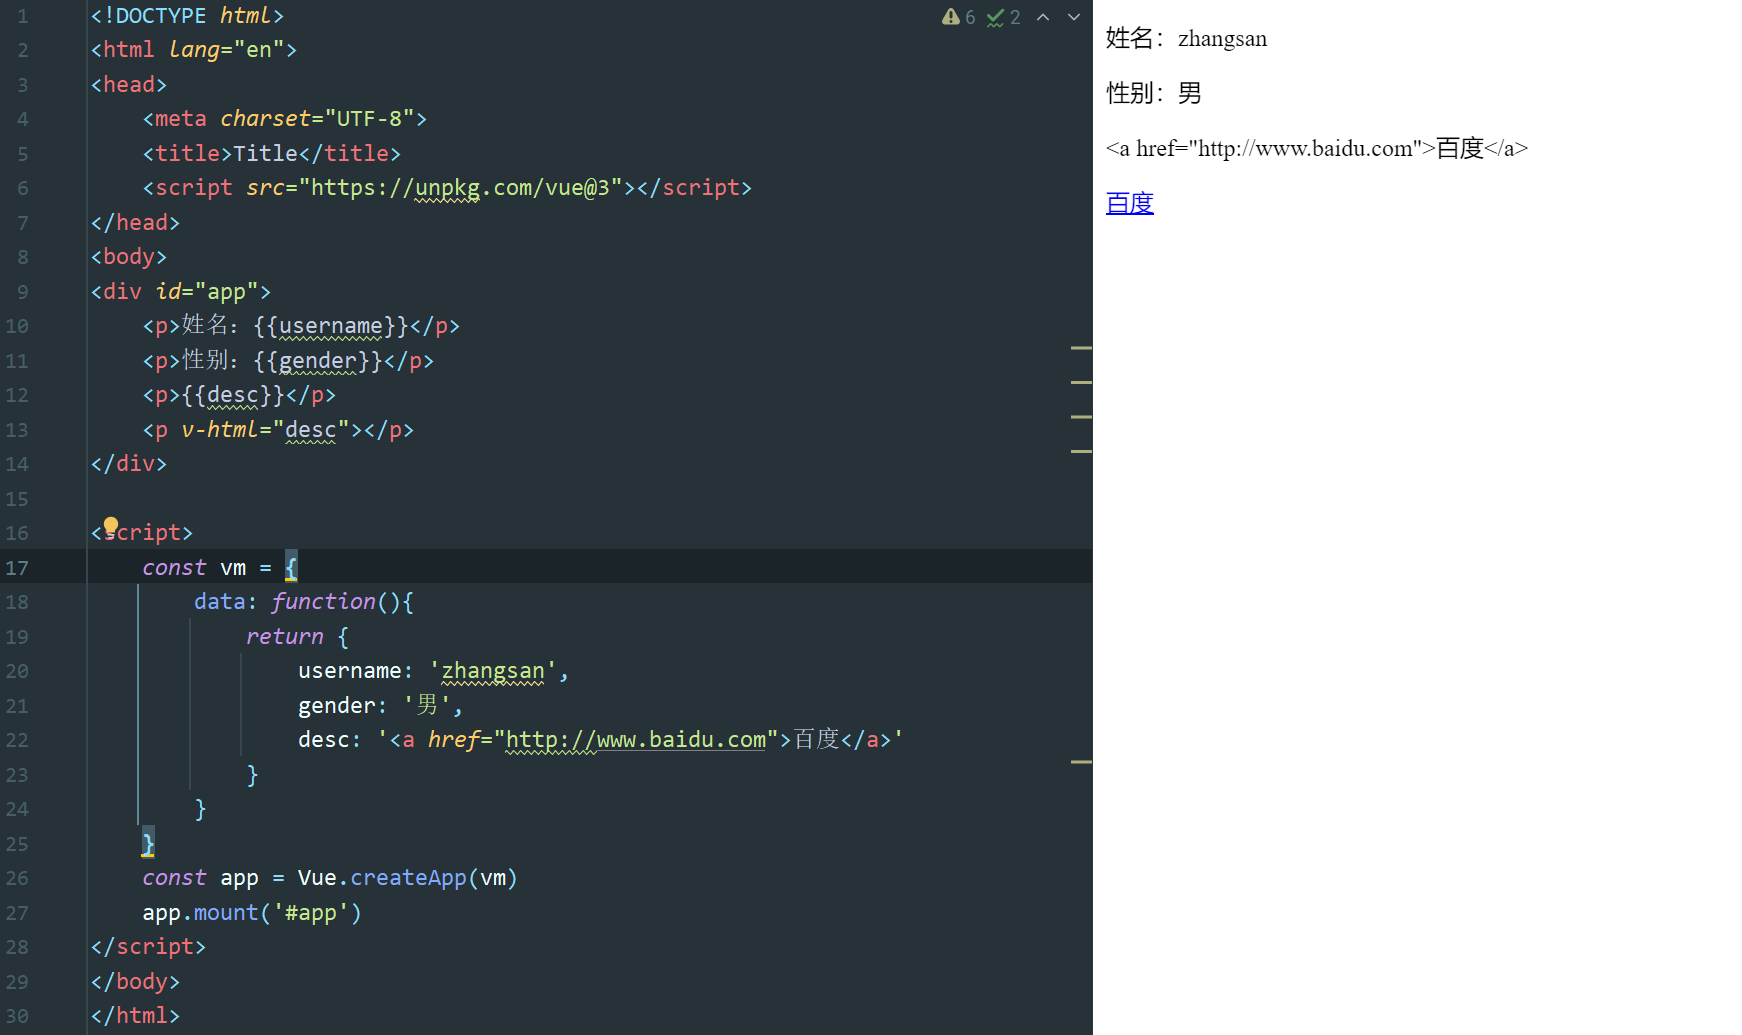 1 <!DOCTYPE html>
6 2
2 <html lang="en">
3 <head>
4 <meta charset="UTF-8">
5 <title>Title</title>
6 <script src="https://unpkg.com/vue@3"></script>
7 </head>
8 <body>
9 <div id="app">
10 <p>姓名：{{username}}</p>
11 <p>性别：{{gender}}</p>
12 <p>{{desc}}</p>
13 <p v-html="desc"></p>
14 </div>
15
16 <script>
17 const vm = {
18 data: function(){
19 return {
20 username: 'zhangsan',
21 gender: '男',
22 desc: '<a href="http://www.baidu.com">百度</a>'
23 }
24 }
25 }
26 const app = Vue.createApp(vm)
27 app.mount('#app')
28 </script>
29 </body>
30 </html>
姓名：zhangsan
性别：男
<a href="http://www.baidu.com">百度</a>
百度